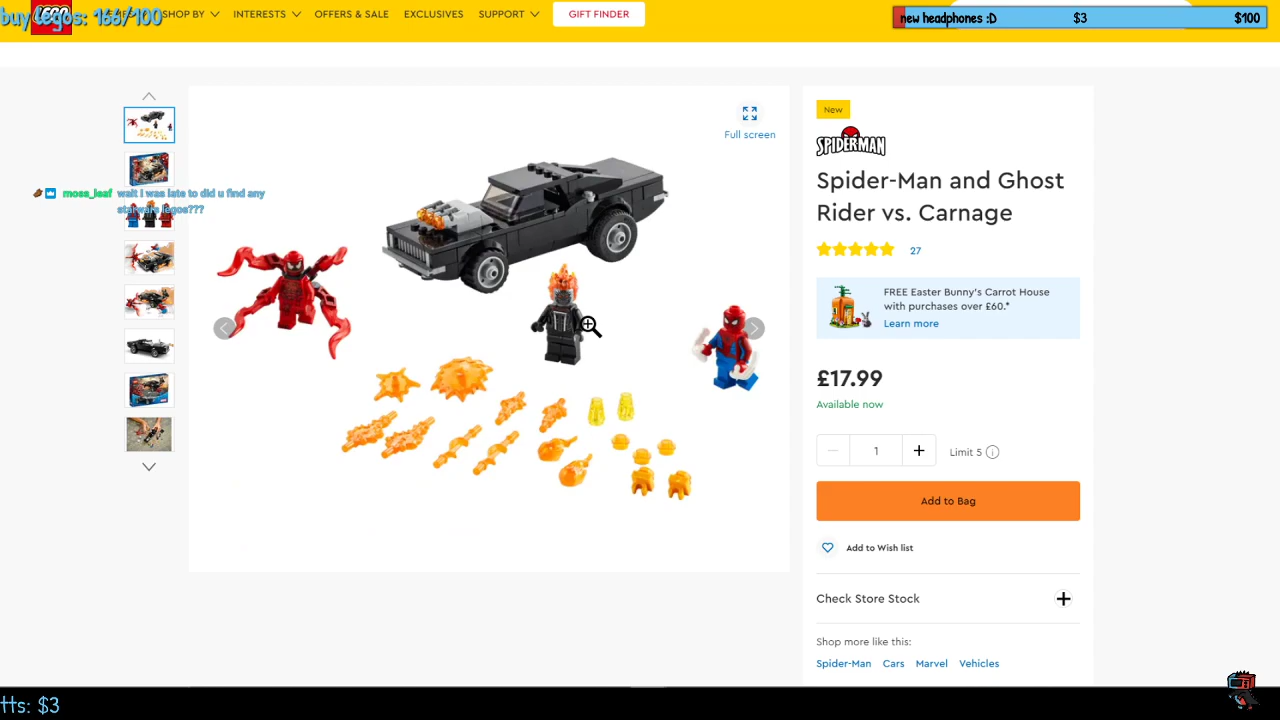 buy legos: 166/100
LEGO
SHOP BY
INTERESTS
OFFERS & SALE
EXCLUSIVES
SUPPORT
GIFT FINDER
new headphones :D $3 $100
Full screen
moss_leaf wait I was late to did u find any
starwars legos???
New
SPIDER-MAN
Spider-Man and Ghost
Rider vs. Carnage
27
FREE Easter Bunny's Carrot House
with purchases over £60.*
Learn more
£17.99
Available now
1
Limit 5
Add to Bag
Add to Wish list
Check Store Stock
Shop more like this:
Spider-Man Cars Marvel Vehicles
tts: $3